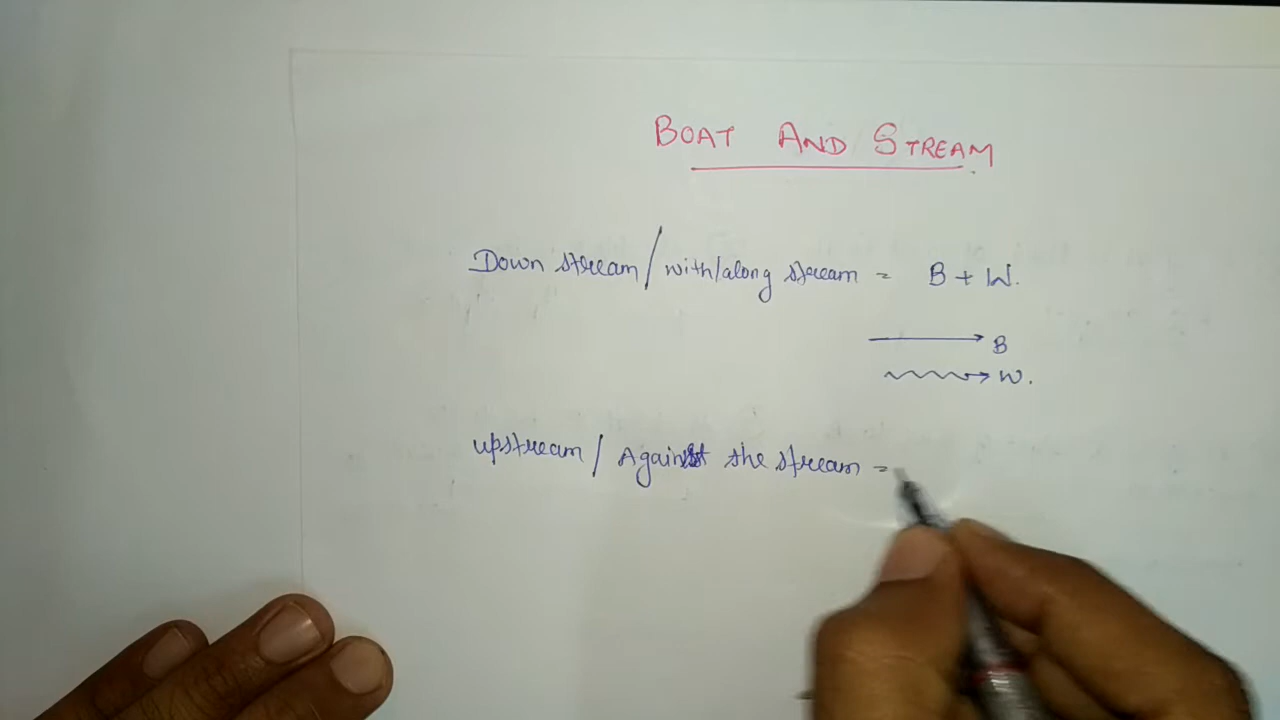 BOAT AND STREAM
Down stream/with/along stream = B + W.
B
W.
upstream / Against the stream =